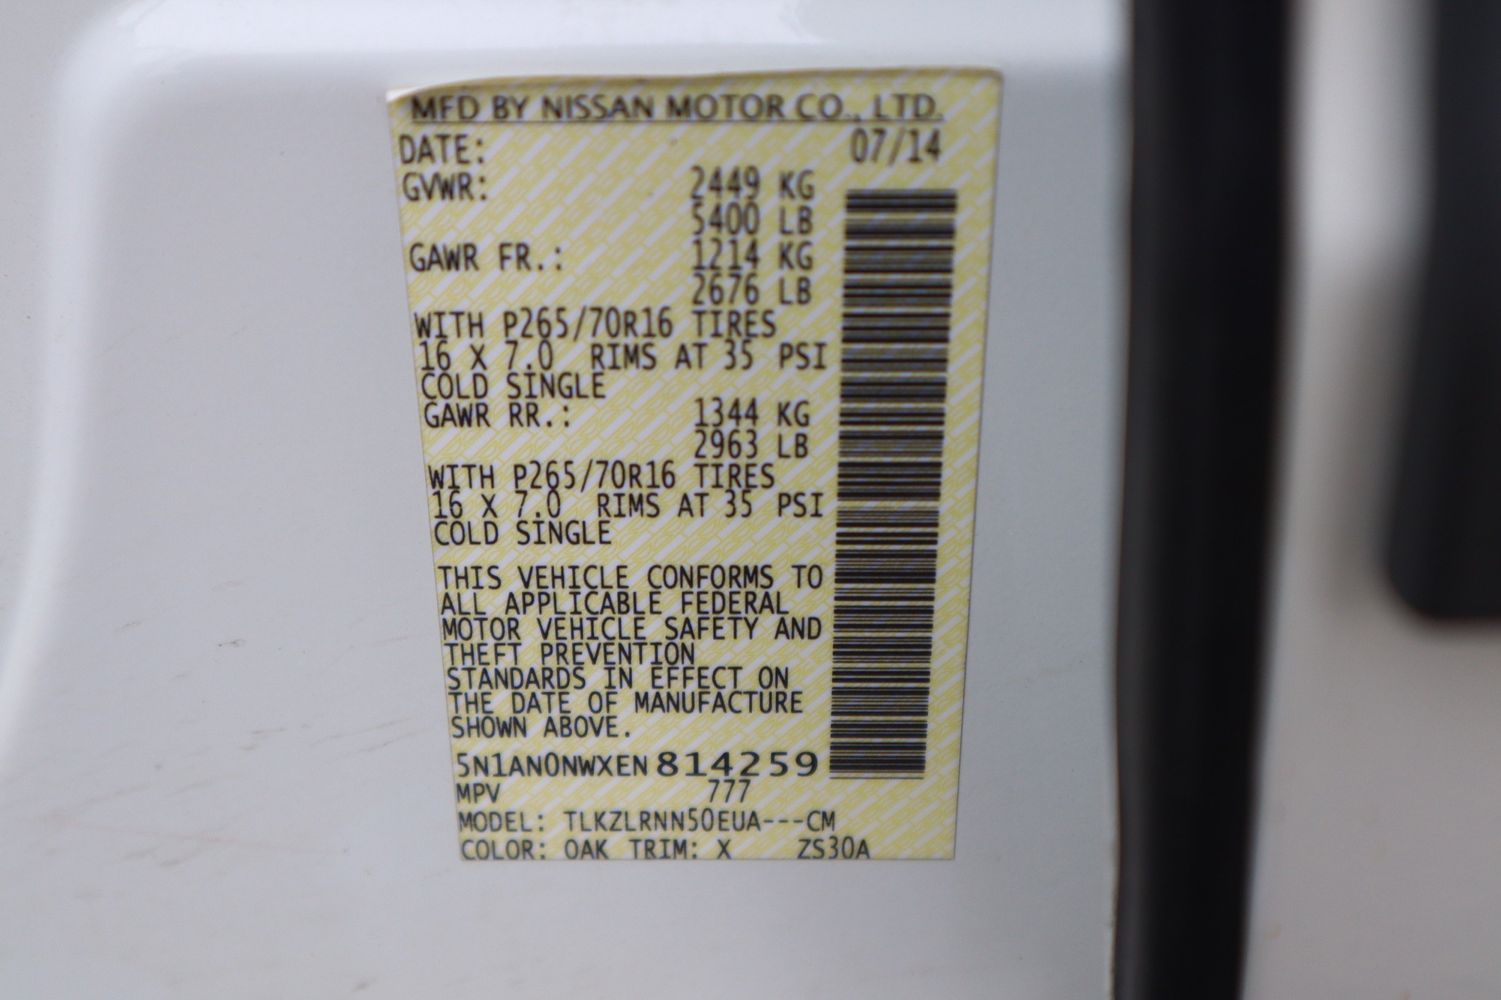 MFD BY NISSAN MOTOR CO., LTD.
DATE: 07/14
GVWR: 2449 KG
5400 LB
GAWR FR.: 1214 KG
2676 LB
WITH P265/70R16 TIRES
16 X 7.0 RIMS AT 35 PSI
COLD SINGLE
GAWR RR.: 1344 KG
2963 LB
WITH P265/70R16 TIRES
16 X 7.0 RIMS AT 35 PSI
COLD SINGLE
THIS VEHICLE CONFORMS TO
ALL APPLICABLE FEDERAL
MOTOR VEHICLE SAFETY AND
THEFT PREVENTION
STANDARDS IN EFFECT ON
THE DATE OF MANUFACTURE
SHOWN ABOVE.
5N1AN0NWXEN 814259
MPV 777
MODEL: TLKZLRNN50EUA---CM
COLOR: QAK TRIM: X ZS30A